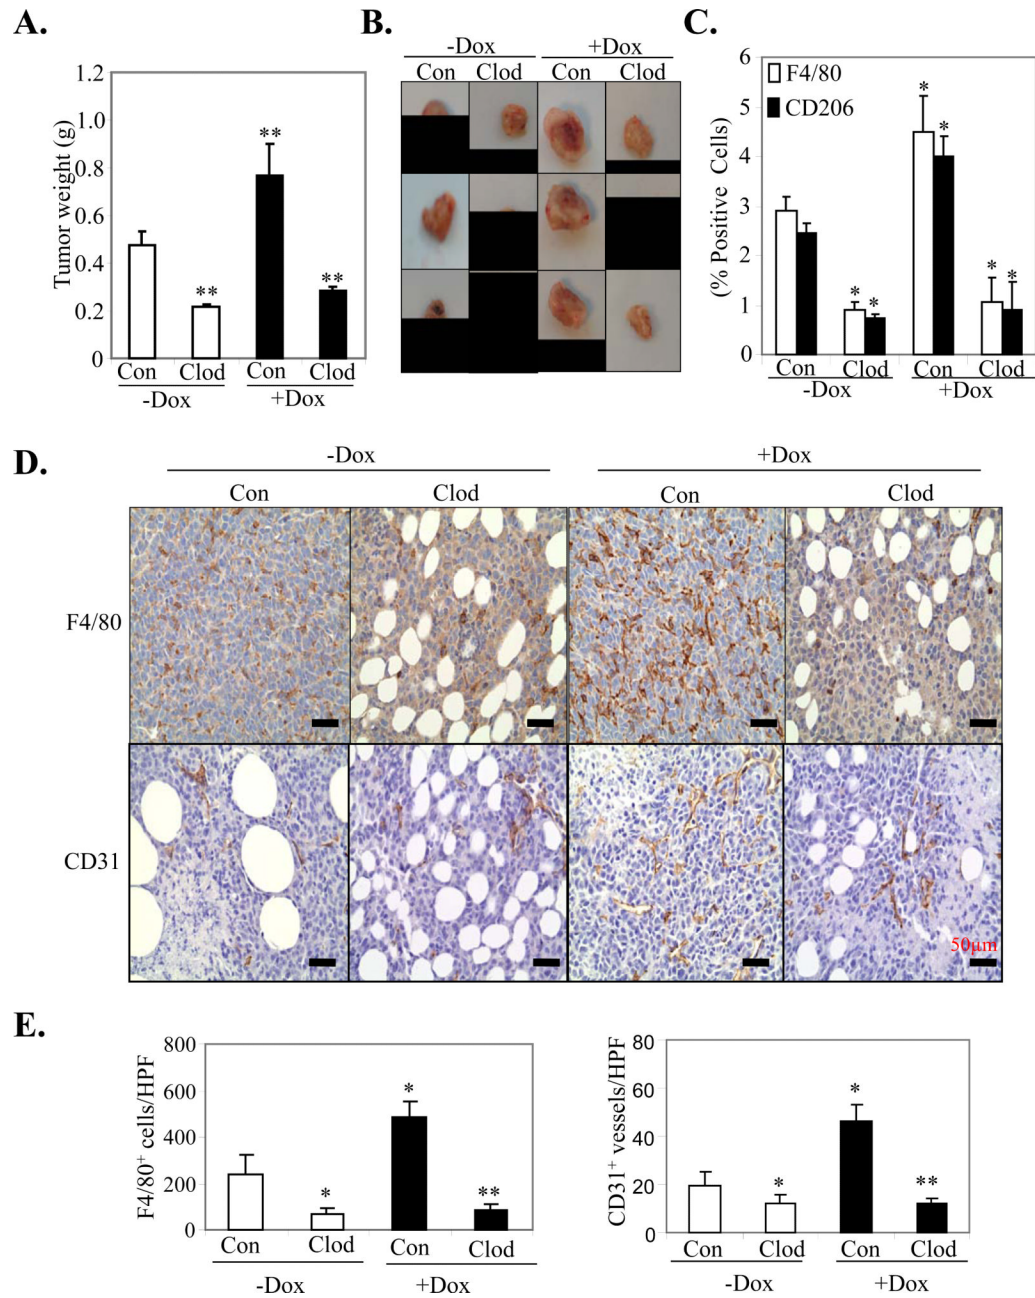 A.
1.2
1.0
0.8
0.6
0.4
0.2
0
Tumor weight (g)
**
**
**
Con Clod Con Clod
-Dox +Dox
B.
-Dox +Dox
Con Clod Con Clod
C.
6
5
4
3
2
1
0
(% Positive Cells)
F4/80
CD206
*
*
*
*
*
*
Con Clod Con Clod
-Dox +Dox
D.
-Dox +Dox
Con Clod Con Clod
F4/80
CD31
50µm
E.
800
600
400
200
0
F4/80+ cells/HPF
*
*
**
Con Clod Con Clod
-Dox +Dox
80
60
40
20
0
CD31+ vessels/HPF
*
*
**
Con Clod Con Clod
-Dox +Dox